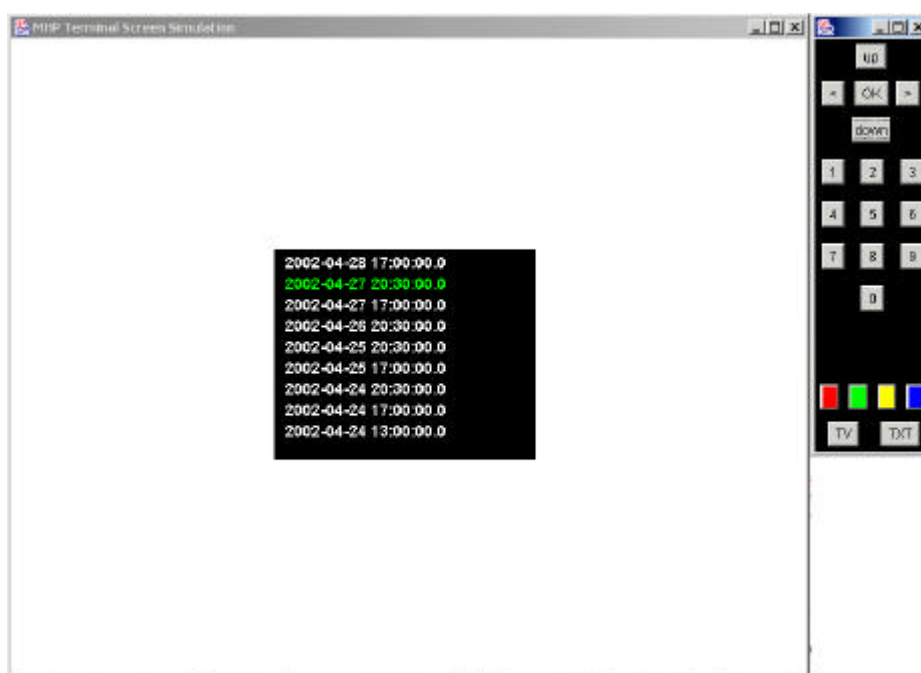 MHP Terminal Screen Simulation
2002-04-28 17:00:00.0
2002-04-27 20:30:00.0
2002-04-27 17:00:00.0
2002-04-26 20:30:00.0
2002-04-25 20:30:00.0
2002-04-25 17:00:00.0
2002-04-24 20:30:00.0
2002-04-24 17:00:00.0
2002-04-24 13:00:00.0
up
< OK >
down
1 2 3
4 5 6
7 8 9
0
TV TXT